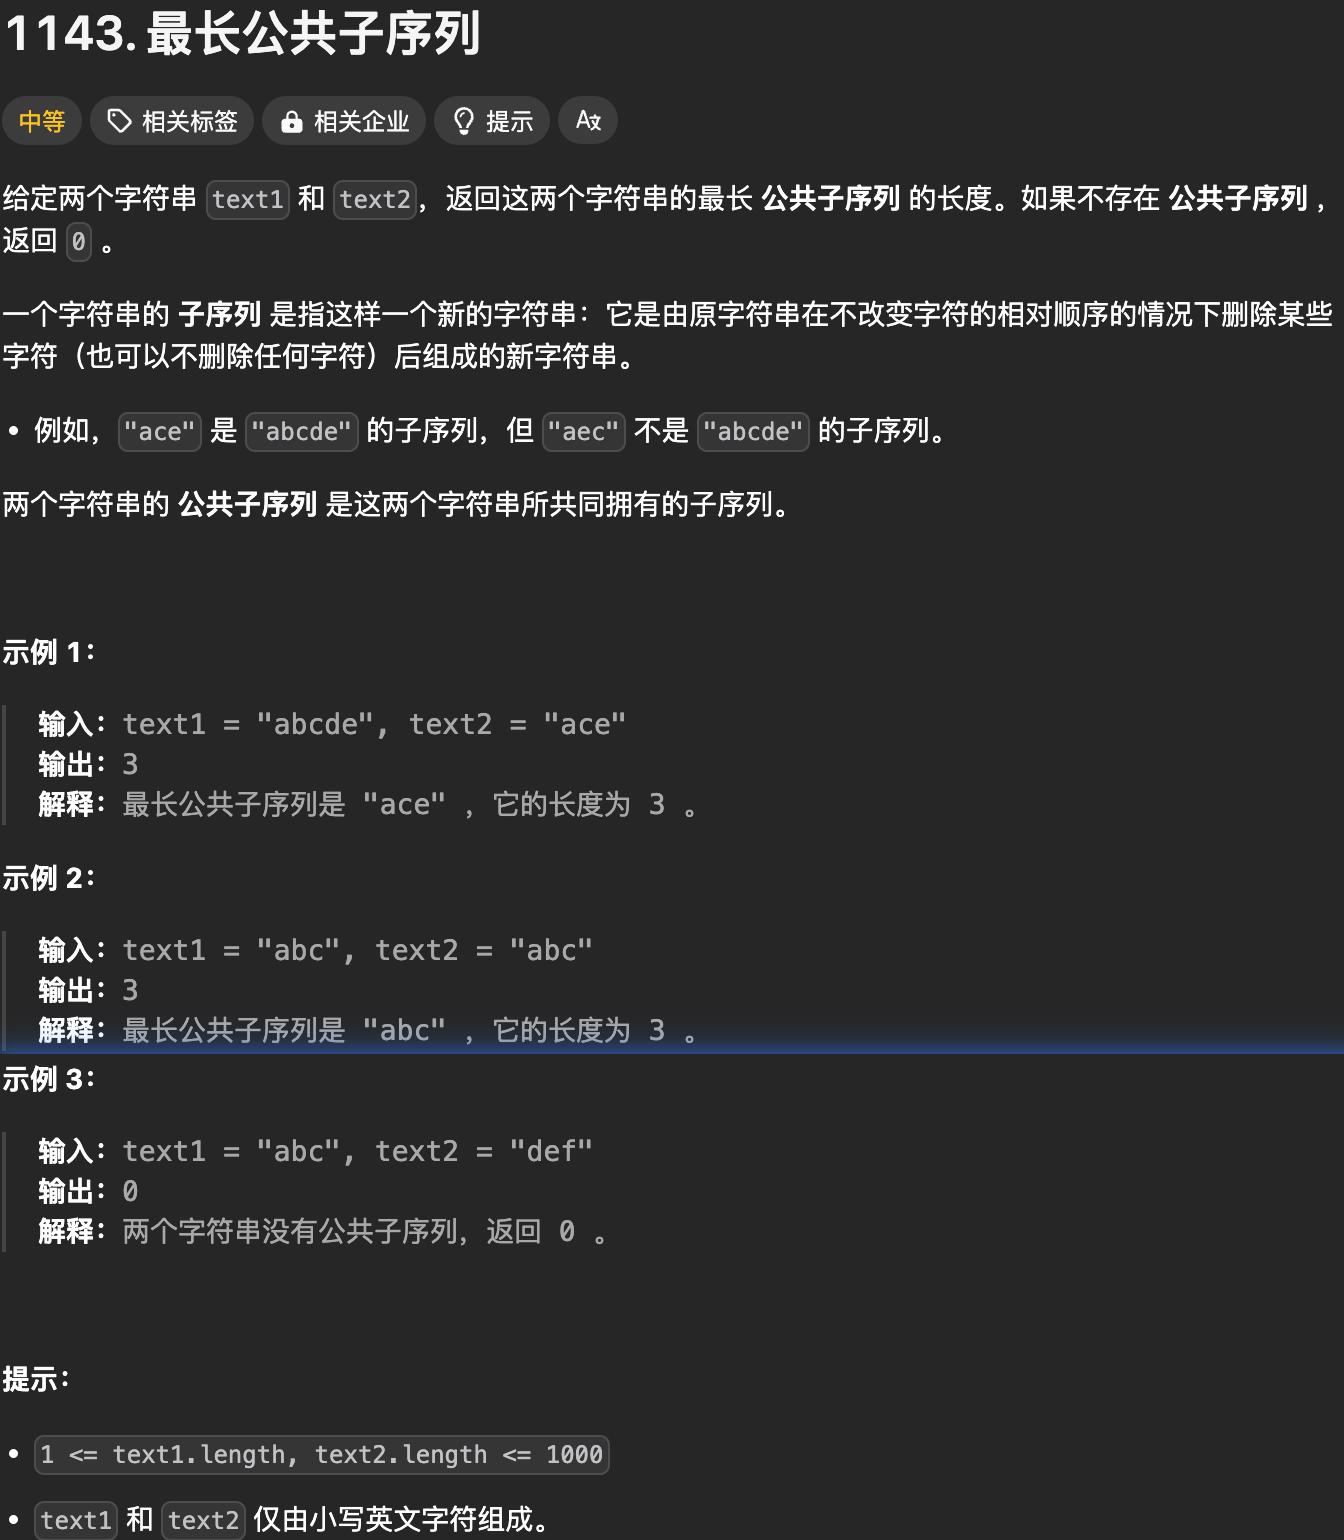 1143. 最长公共子序列
中等 相关标签 相关企业 提示
给定两个字符串 text1 和 text2，返回这两个字符串的最长 公共子序列 的长度。如果不存在 公共子序列 ，
返回 0 。
一个字符串的 子序列 是指这样一个新的字符串：它是由原字符串在不改变字符的相对顺序的情况下删除某些
字符（也可以不删除任何字符）后组成的新字符串。
• 例如，"ace" 是 "abcde" 的子序列，但 "aec" 不是 "abcde" 的子序列。
两个字符串的 公共子序列 是这两个字符串所共同拥有的子序列。
示例 1：
输入：text1 = "abcde", text2 = "ace"
输出：3
解释：最长公共子序列是 "ace" ，它的长度为 3 。
示例 2：
输入：text1 = "abc", text2 = "abc"
输出：3
解释：最长公共子序列是 "abc" ，它的长度为 3 。
示例 3：
输入：text1 = "abc", text2 = "def"
输出：0
解释：两个字符串没有公共子序列，返回 0 。
提示：
• 1 <= text1.length, text2.length <= 1000
• text1 和 text2 仅由小写英文字符组成。